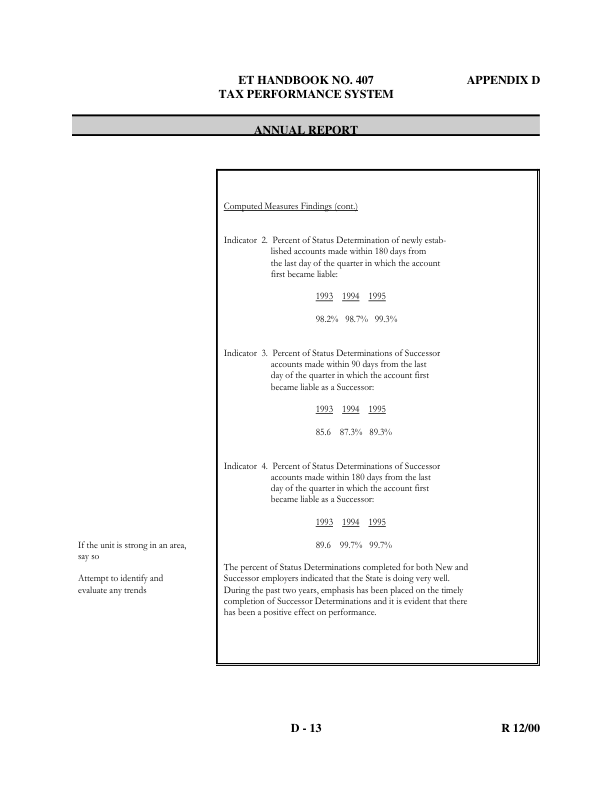 ET HANDBOOK NO. 407
APPENDIX D
TAX PERFORMANCE SYSTEM
ANNUAL REPORT
Computed Measures Findings (cont.)
Indicator 2. Percent of Status Determination of newly estab-
lished accounts made within 180 days from
the last day of the quarter in which the account
first became liable:
1993 1994 1995
98.2% 98.7% 99.3%
Indicator 3. Percent of Status Determinations of Successor
accounts made within 90 days from the last
day of the quarter in which the account first
became liable as a Successor:
1993 1994 1995
85.6 87.3% 89.3%
Indicator 4. Percent of Status Determinations of Successor
accounts made within 180 days from the last
day of the quarter in which the account first
became liable as a Successor:
1993 1994 1995
89.6 99.7% 99.7%
If the unit is strong in an area,
say so
Attempt to identify and
evaluate any trends
The percent of Status Determinations completed for both New and
Successor employers indicated that the State is doing very well.
During the past two years, emphasis has been placed on the timely
completion of Successor Determinations and it is evident that there
has been a positive effect on performance.
D - 13
R 12/00